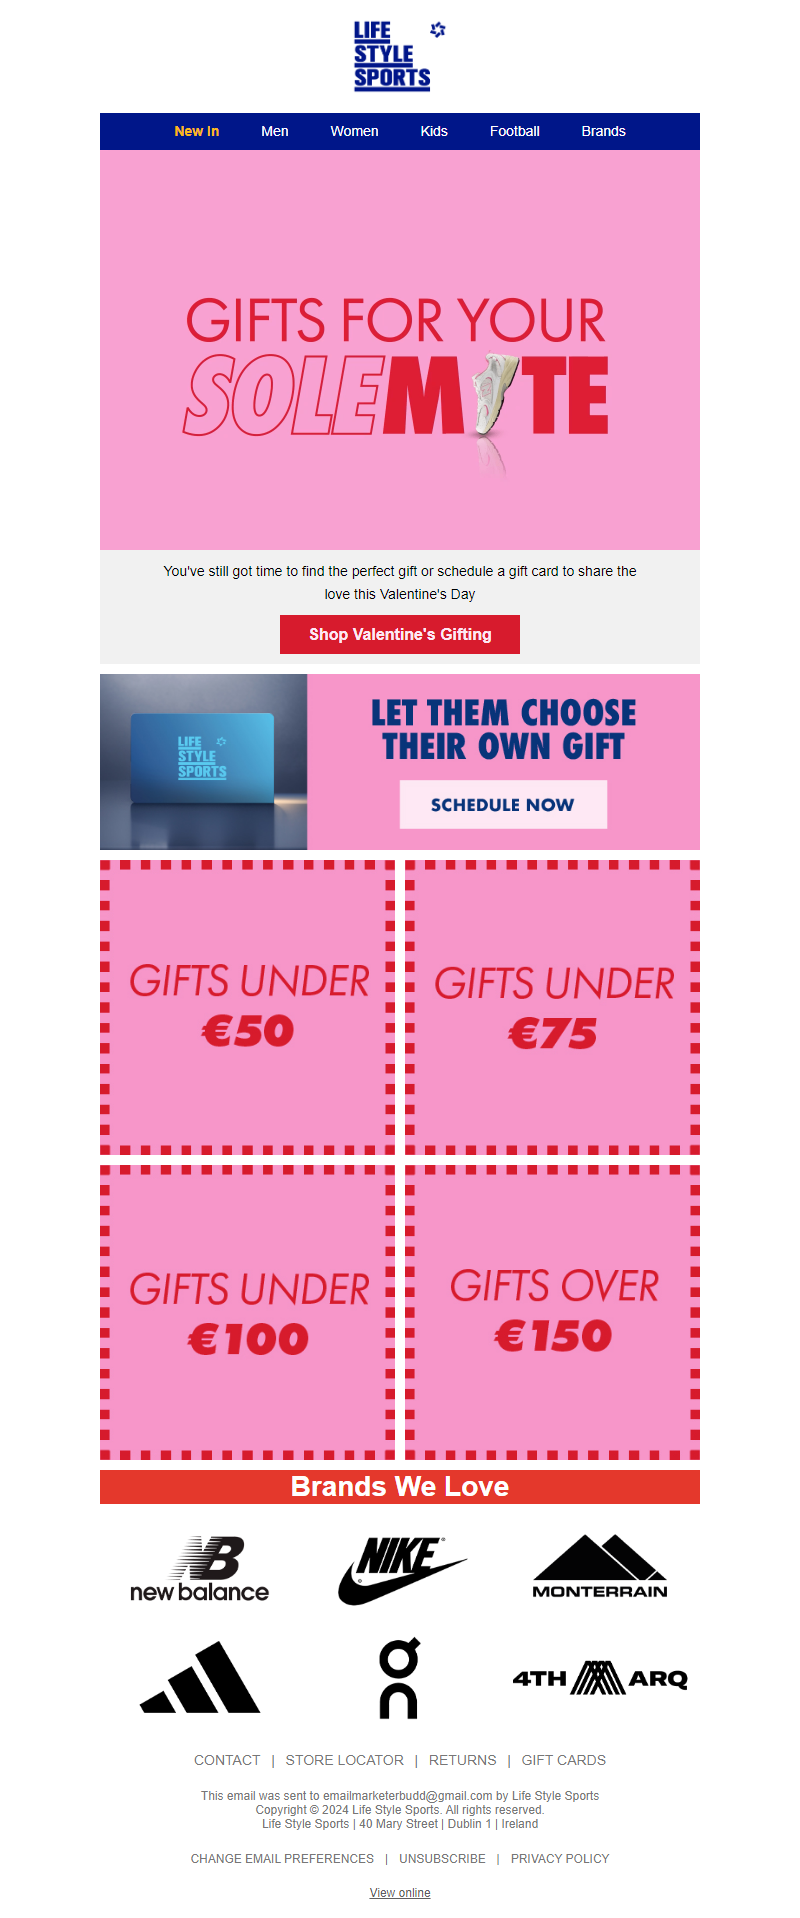 LIFE
STYLE
SPORTS
New In Men Women Kids Football Brands
GIFTS FOR YOUR
SOLEMATE
You've still got time to find the perfect gift or schedule a gift card to share the
love this Valentine's Day
Shop Valentine's Gifting
LIFE
STYLE
SPORTS
LET THEM CHOOSE
THEIR OWN GIFT
SCHEDULE NOW
GIFTS UNDER
€50
GIFTS UNDER
€75
GIFTS UNDER
€100
GIFTS OVER
€150
Brands We Love
NB
new balance
NIKE
MONTERRAIN
On
4TH ARQ
CONTACT | STORE LOCATOR | RETURNS | GIFT CARDS
This email was sent to emailmarketerbudd@gmail.com by Life Style Sports
Copyright © 2024 Life Style Sports. All rights reserved.
Life Style Sports | 40 Mary Street | Dublin 1 | Ireland
CHANGE EMAIL PREFERENCES | UNSUBSCRIBE | PRIVACY POLICY
View online